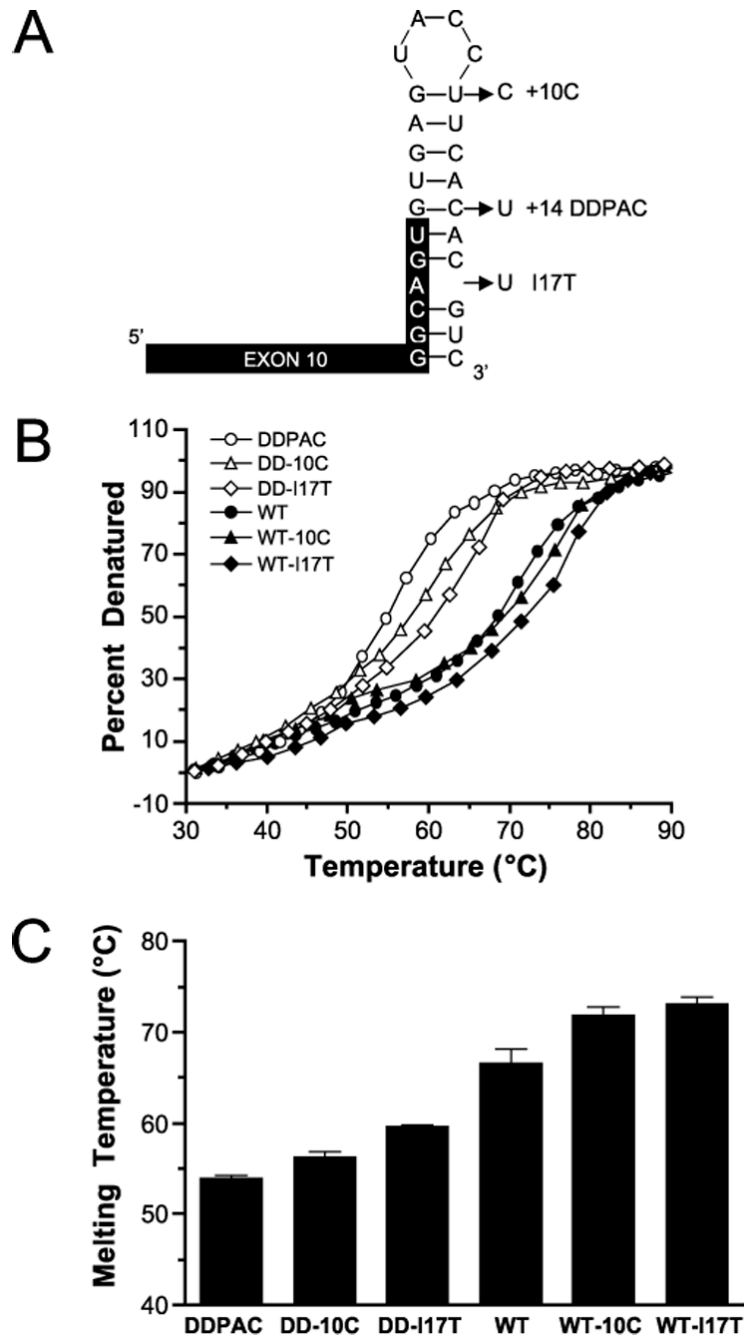 A
A C
U C
G U C +10C
A U
G C
U A
G C U +14 DDPAC
U A
G C
A U I17T
C G
5' G U
EXON 10 G C 3'
B
Percent Denatured
110
90
70
50
30
10
-10
DDPAC
DD-10C
DD-I17T
WT
WT-10C
WT-I17T
30 40 50 60 70 80 90
Temperature (°C)
C
Melting Temperature (°C)
80
70
60
50
40
DDPAC DD-10C DD-I17T WT WT-10C WT-I17T